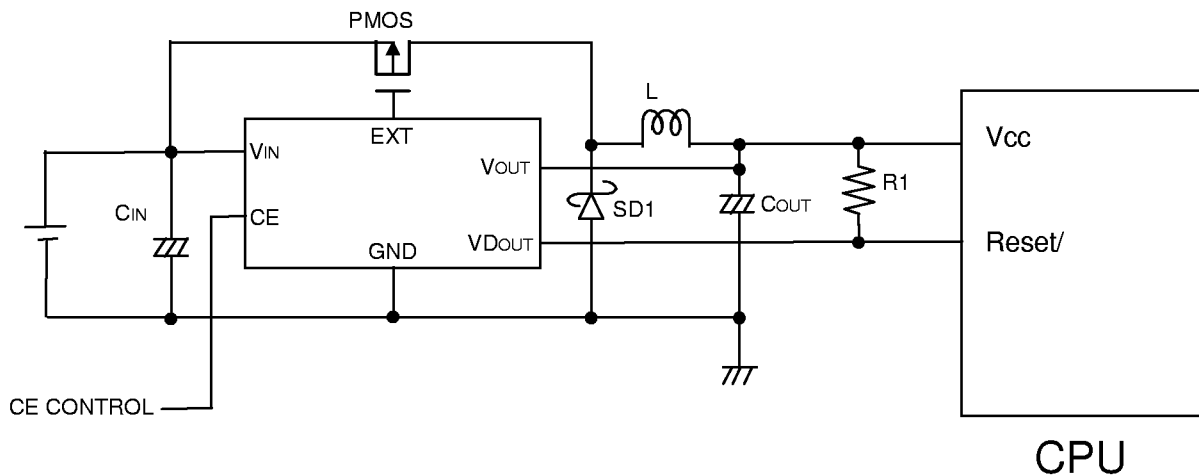 PMOS
L
EXT
VIN
VOUT
Vcc
R1
CIN
CE
SD1
COUT
GND
VDOUT
Reset/
CE CONTROL
CPU